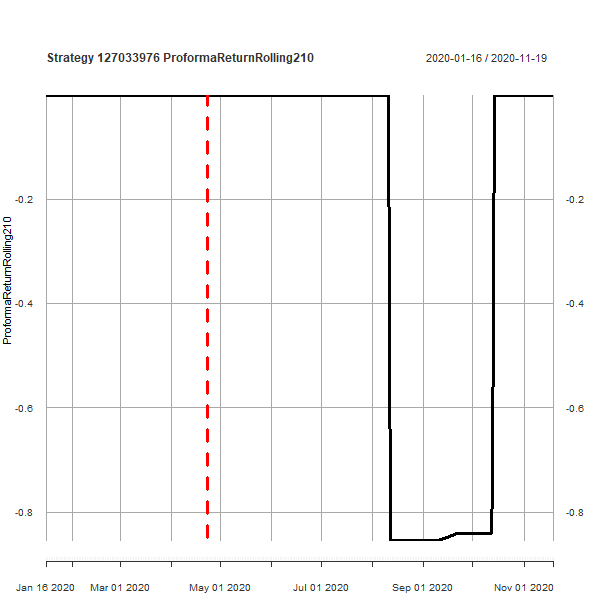 Strategy 127033976 ProformaReturnRolling210
2020-01-16 / 2020-11-19
ProformaReturnRolling210
-0.2
-0.4
-0.6
-0.8
-0.2
-0.4
-0.6
-0.8
Jan 16 2020
Mar 01 2020
May 01 2020
Jul 01 2020
Sep 01 2020
Nov 01 2020